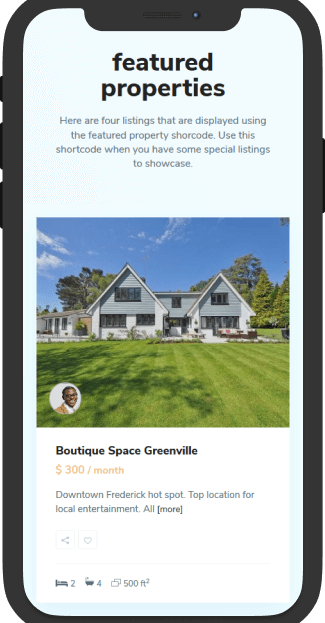 featured
properties
Here are four listings that are displayed using
the featured property shorcode. Use this
shortcode when you have some special listings
to showcase.
Boutique Space Greenville
$ 300 / month
Downtown Frederick hot spot. Top location for
local entertainment. All [more]
2 4 500 ft²